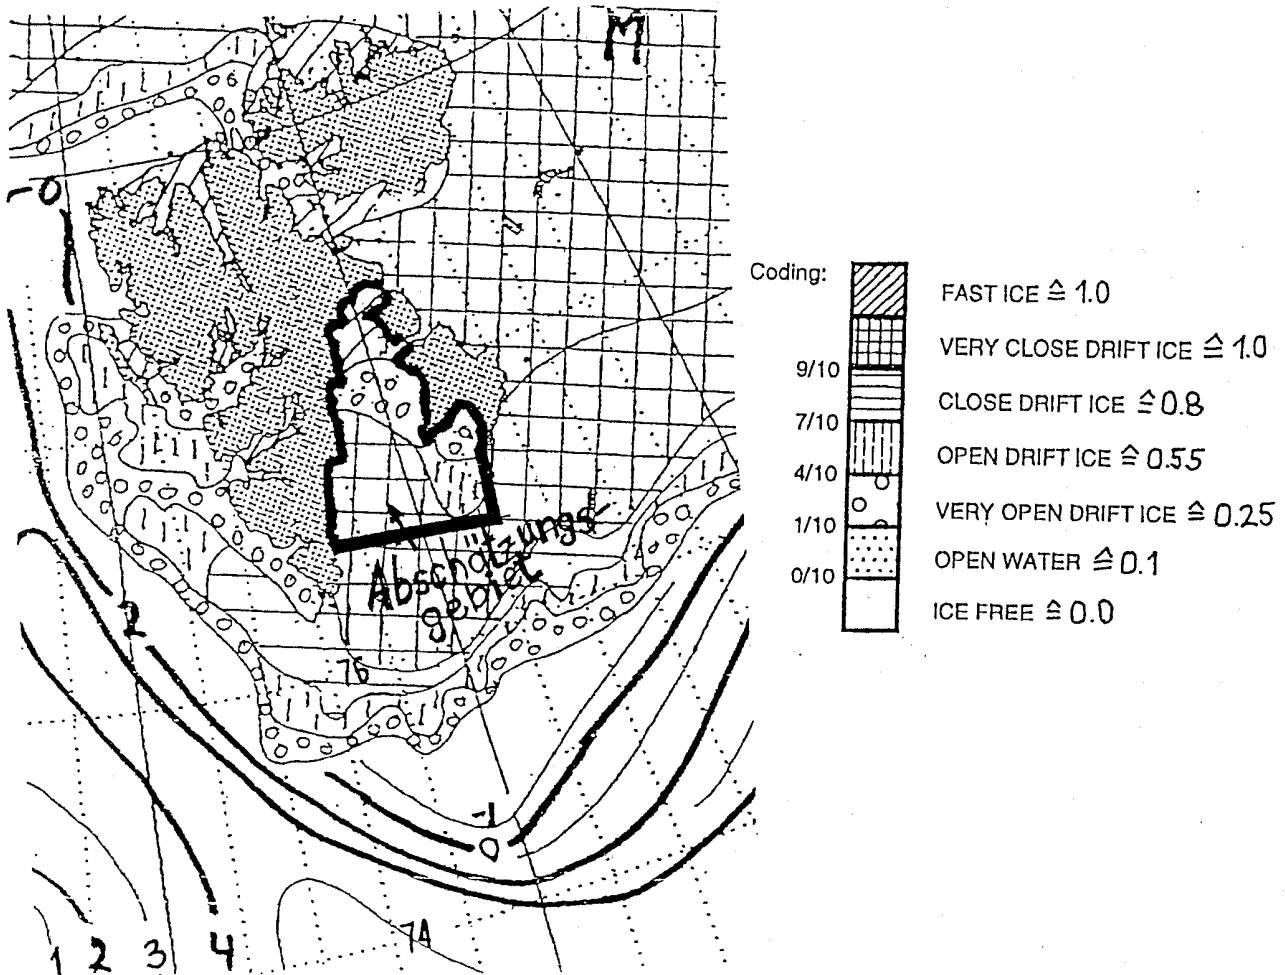 M
-0
Coding:
FAST ICE ≙ 1.0
VERY CLOSE DRIFT ICE ≙ 1.0
9/10
CLOSE DRIFT ICE ≙ 0.8
7/10
OPEN DRIFT ICE ≙ 0.55
4/10
VERY OPEN DRIFT ICE ≙ 0.25
1/10
OPEN WATER ≙ 0.1
0/10
ICE FREE ≙ 0.0
Abschätzungs-
gebiet
2
76
-1
0
74
1 2 3 4